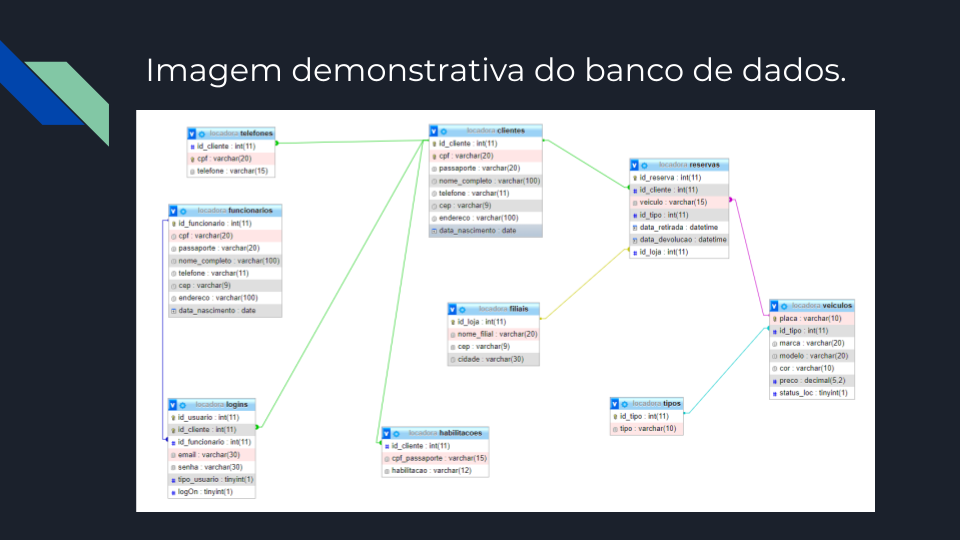 Imagem demonstrativa do banco de dados.
locadora telefones
id_cliente : int(11)
cpf : varchar(20)
telefone : varchar(15)
locadora clientes
id_cliente : int(11)
cpf : varchar(20)
passaporte : varchar(20)
nome_completo : varchar(100)
telefone : varchar(11)
cep : varchar(9)
endereco : varchar(100)
data_nascimento : date
locadora reservas
id_reserva : int(11)
id_cliente : int(11)
veiculo : varchar(15)
id_tipo : int(11)
data_retirada : datetime
data_devolucao : datetime
id_loja : int(11)
locadora funcionarios
id_funcionario : int(11)
cpf : varchar(20)
passaporte : varchar(20)
nome_completo : varchar(100)
telefone : varchar(11)
cep : varchar(9)
endereco : varchar(100)
data_nascimento : date
locadora filiais
id_loja : int(11)
nome_filial : varchar(20)
cep : varchar(9)
cidade : varchar(30)
locadora veiculos
placa : varchar(10)
id_tipo : int(11)
marca : varchar(20)
modelo : varchar(20)
cor : varchar(10)
preco : decimal(5,2)
status_loc : tinyint(1)
locadora logins
id_usuario : int(11)
id_cliente : int(11)
id_funcionario : int(11)
email : varchar(30)
senha : varchar(30)
tipo_usuario : tinyint(1)
logOn : tinyint(1)
locadora habilitacoes
id_cliente : int(11)
cpf_passaporte : varchar(15)
habilitacao : varchar(12)
locadora tipos
id_tipo : int(11)
tipo : varchar(10)